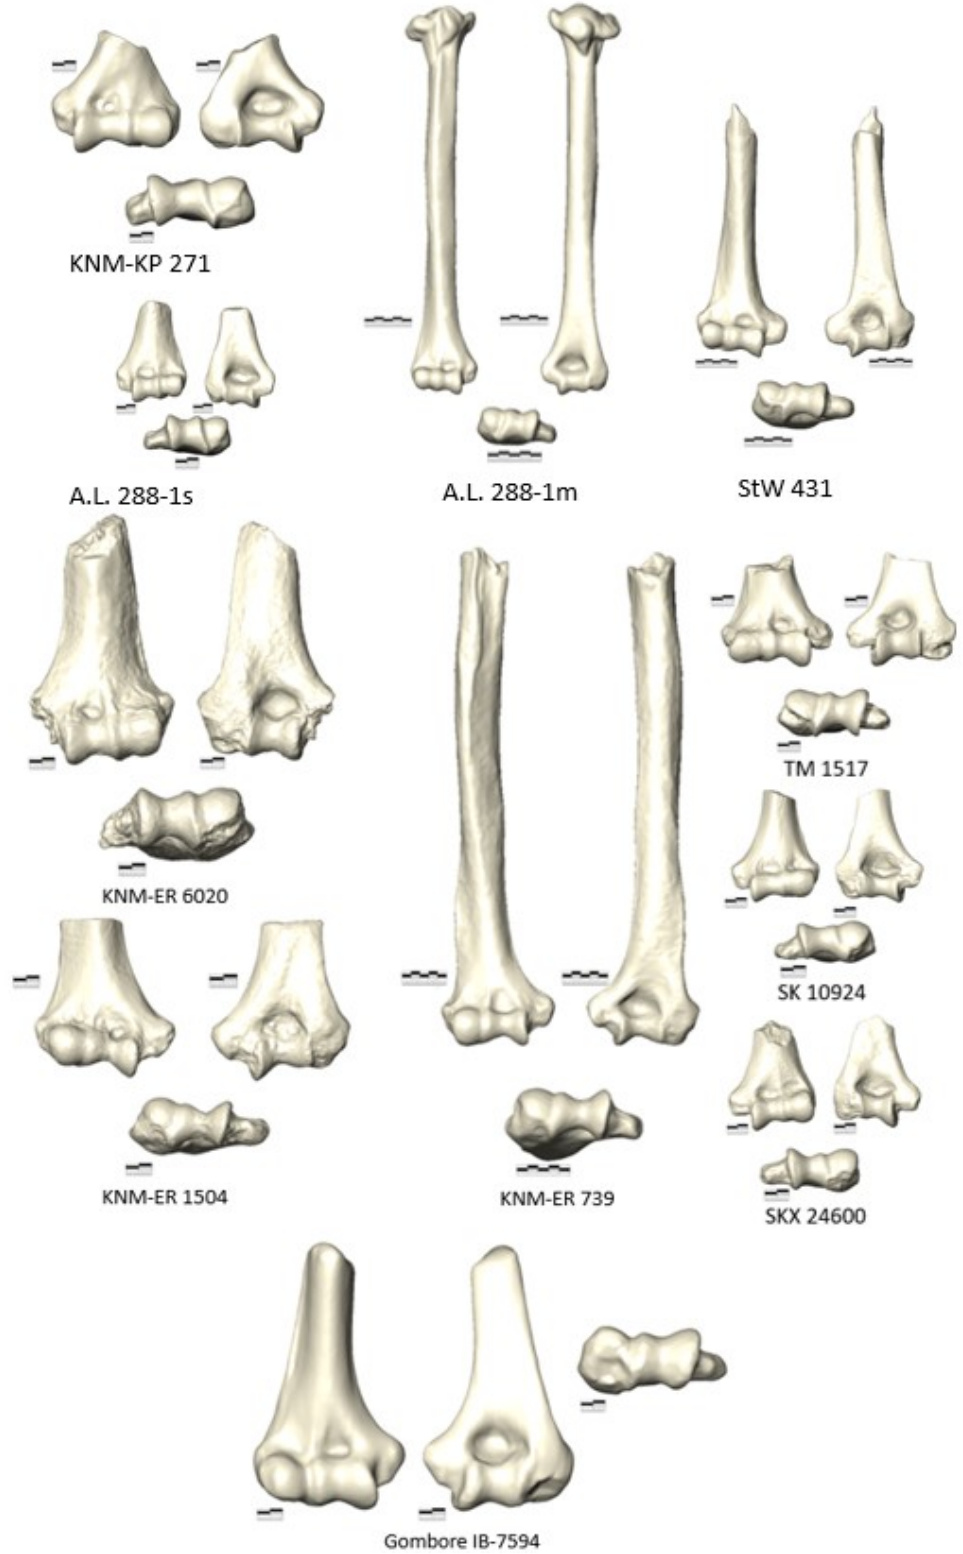 KNM-KP 271
A.L. 288-1s
A.L. 288-1m
StW 431
KNM-ER 6020
TM 1517
SK 10924
KNM-ER 1504
KNM-ER 739
SKX 24600
Gombore IB-7594